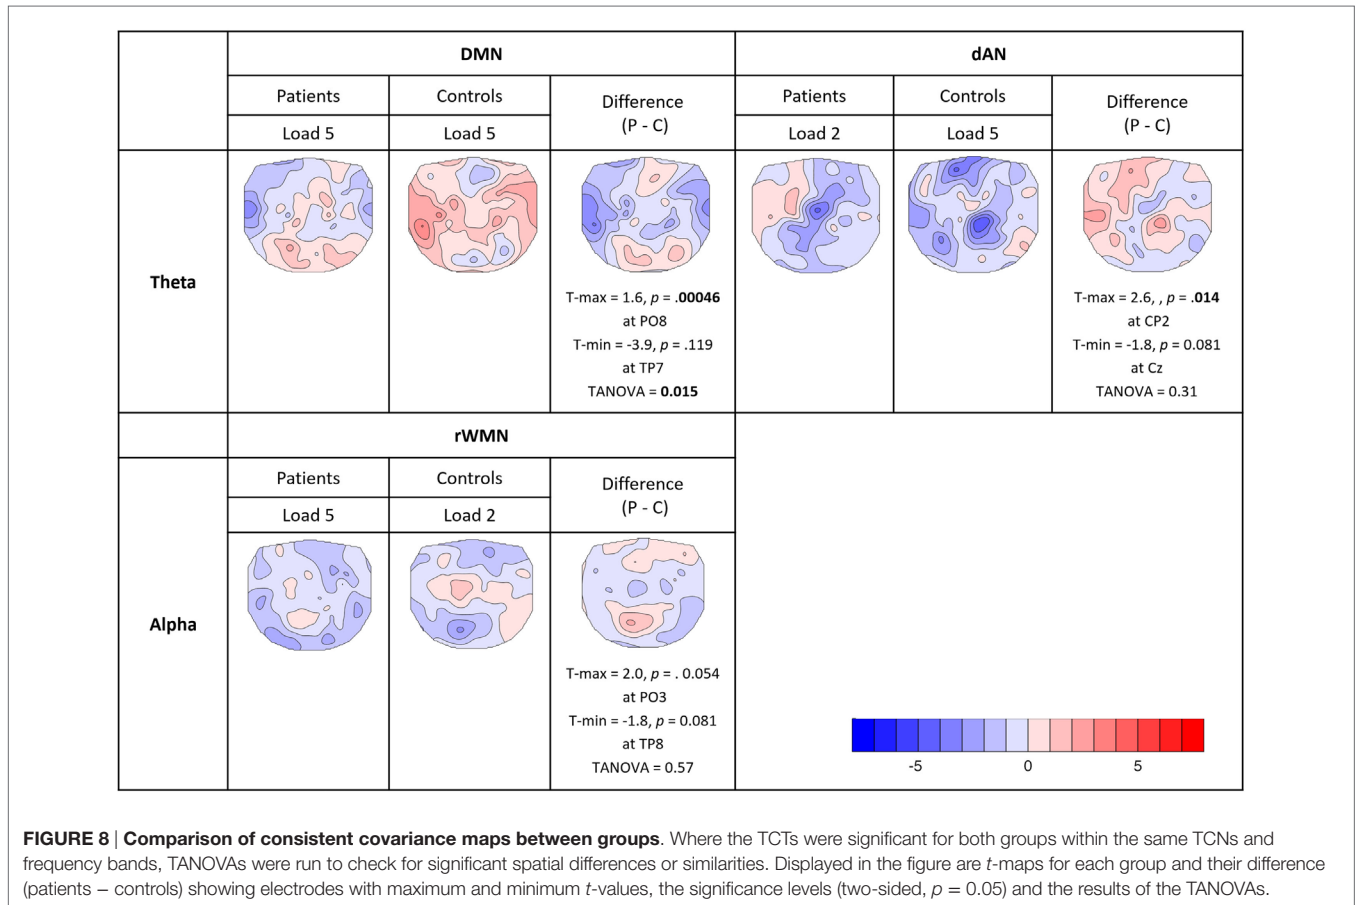 DMN
dAN
Patients
Controls
Difference
(P - C)
Patients
Controls
Difference
(P - C)
Load 5
Load 5
Load 2
Load 5
Theta
T-max = 1.6, p = .00046
at PO8
T-min = -3.9, p = .119
at TP7
TANOVA = 0.015
T-max = 2.6, , p = .014
at CP2
T-min = -1.8, p = 0.081
at Cz
TANOVA = 0.31
rWMN
Patients
Controls
Difference
(P - C)
Load 5
Load 2
Alpha
T-max = 2.0, p = . 0.054
at PO3
T-min = -1.8, p = 0.081
at TP8
TANOVA = 0.57
-5
0
5
FIGURE 8 | Comparison of consistent covariance maps between groups. Where the TCTs were significant for both groups within the same TCNs and
frequency bands, TANOVAs were run to check for significant spatial differences or similarities. Displayed in the figure are t-maps for each group and their difference
(patients − controls) showing electrodes with maximum and minimum t-values, the significance levels (two-sided, p = 0.05) and the results of the TANOVAs.